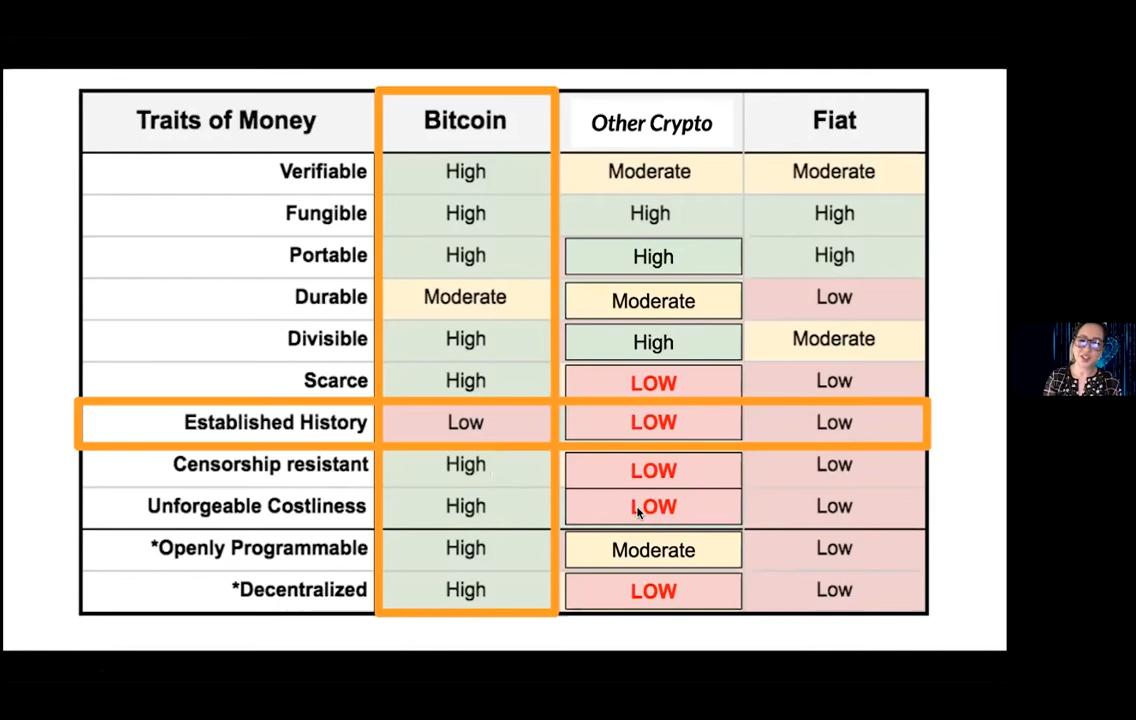 Traits of Money Bitcoin Other Crypto Fiat
Verifiable High Moderate Moderate
Fungible High High High
Portable High High High
Durable Moderate Moderate Low
Divisible High High Moderate
Scarce High LOW Low
Established History Low LOW Low
Censorship resistant High LOW Low
Unforgeable Costliness High LOW Low
*Openly Programmable High Moderate Low
*Decentralized High LOW Low